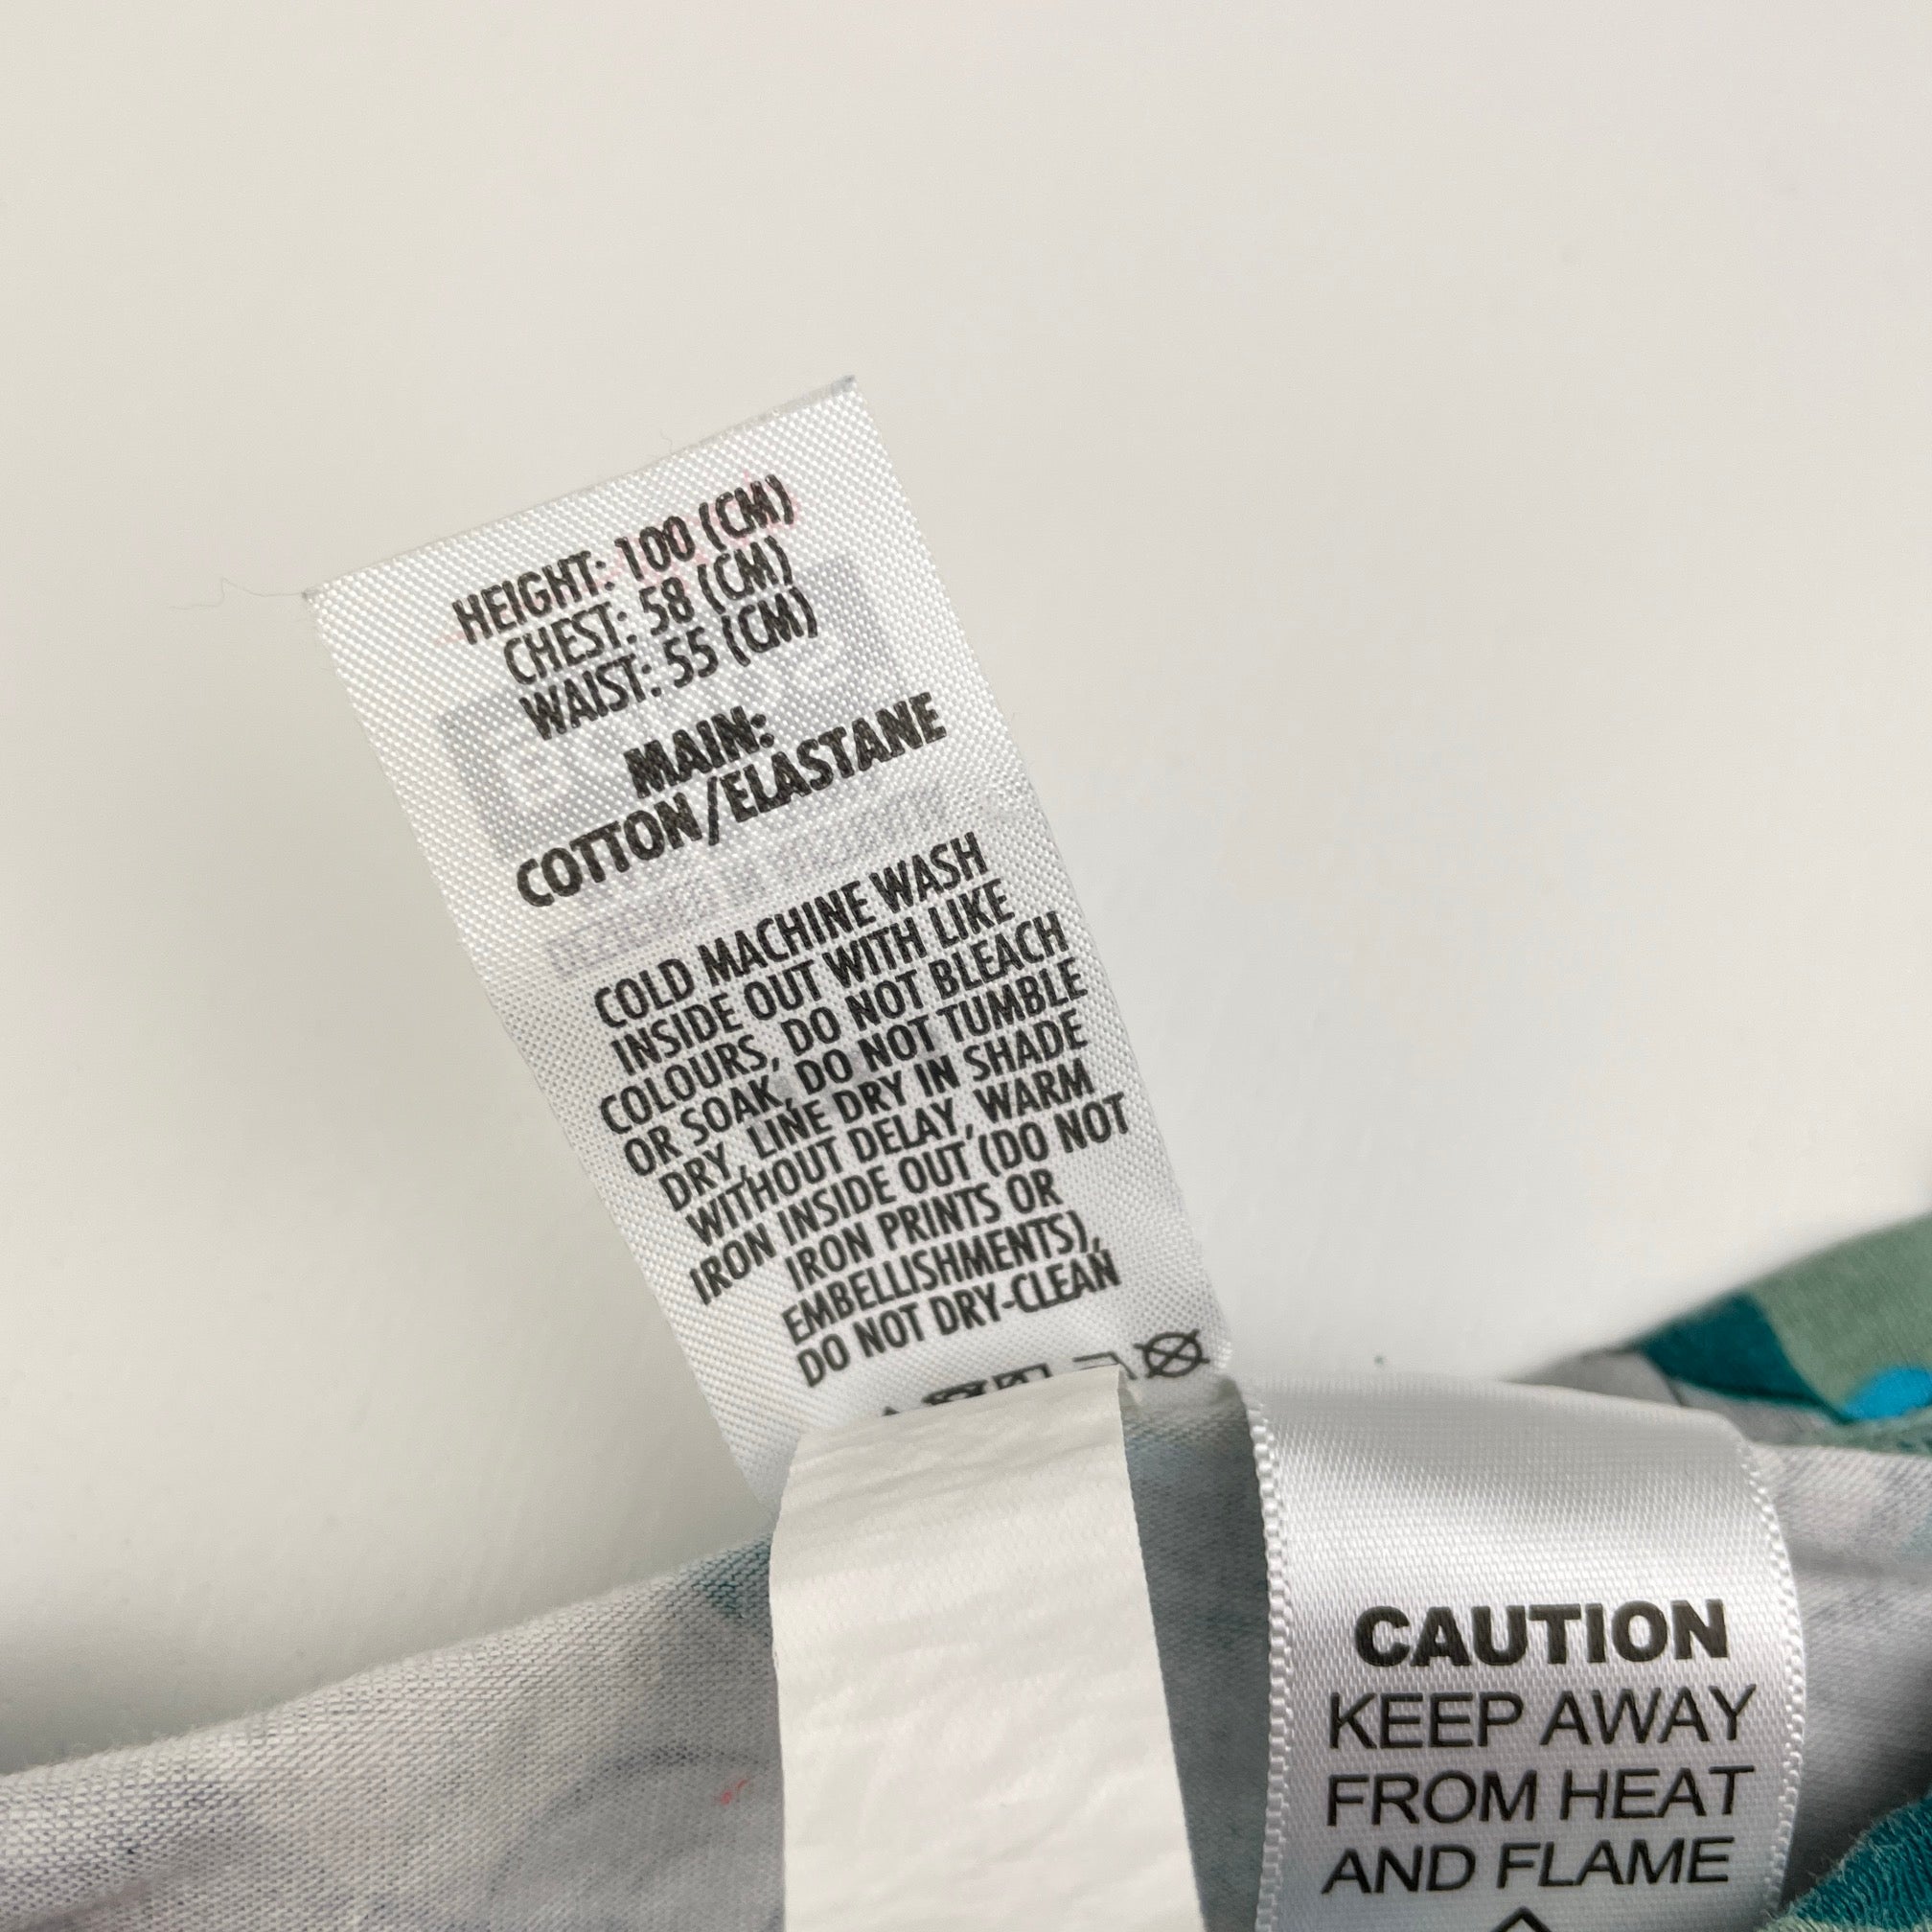 HEIGHT: 100 (CM)
CHEST: 58 (CM)
WAIST: 55 (CM)
MAIN:
COTTON/ELASTANE
COLD MACHINE WASH
INSIDE OUT WITH LIKE
COLOURS, DO NOT BLEACH
OR SOAK, DO NOT TUMBLE
DRY, LINE DRY IN SHADE
WITHOUT DELAY, WARM
IRON INSIDE OUT (DO NOT
IRON PRINTS OR
EMBELLISHMENTS),
DO NOT DRY-CLEAN
CAUTION
KEEP AWAY
FROM HEAT
AND FLAME